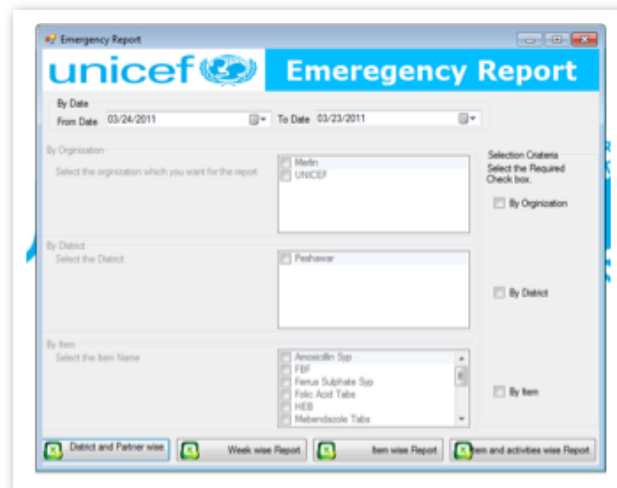 Emergency Report
unicef Emeregency Report
By Date
From Date 03/24/2011 To Date 03/23/2011
By Orginization
Select the orginization which you want for the report
Merlin
UNICEF
Selection Criateria
Select the Required
Check box.
By Orginization
By District
Select the District
Peshawar
By District
By Item
Select the Item Name
Amoxicillin Syp
FBF
Ferrus Sulphate Syp
Folic Acid Tabs
HEB
Mebendazole Tabs
By Item
District and Partner wise
Week wise Report
Item wise Report
Item and activities wise Report